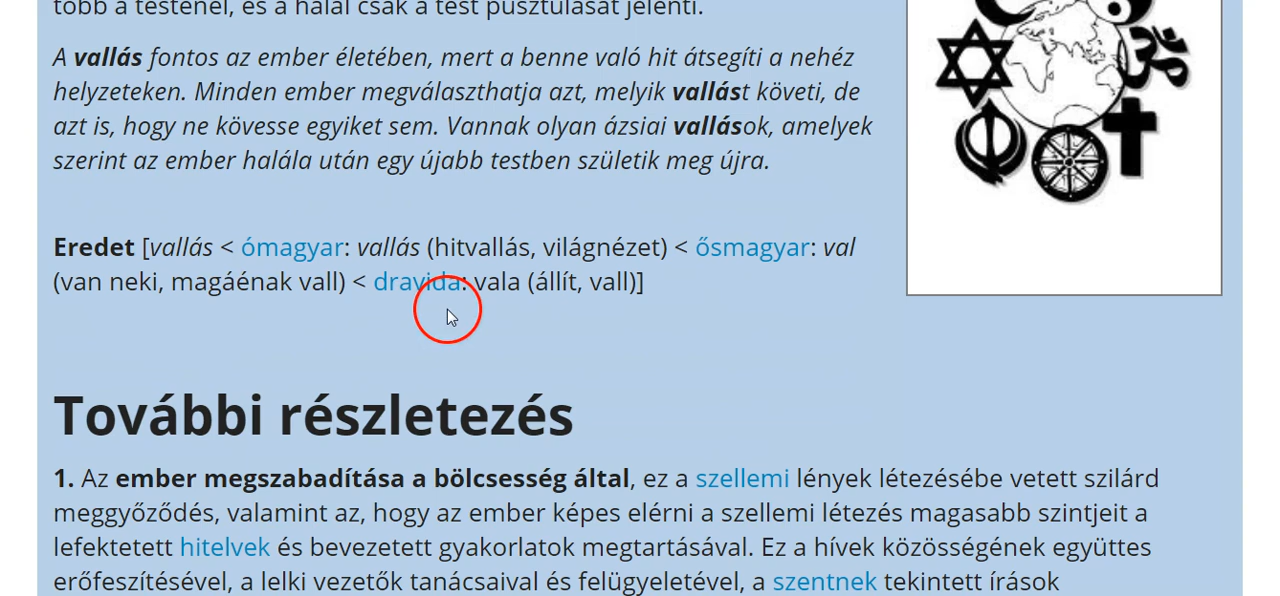 több a testénél, és a halál csak a test pusztulását jelenti.
A vallás fontos az ember életében, mert a benne való hit átsegíti a nehéz
helyzeteken. Minden ember megválaszthatja azt, melyik vallást követi, de
azt is, hogy ne kövesse egyiket sem. Vannak olyan ázsiai vallások, amelyek
szerint az ember halála után egy újabb testben születik meg újra.
Eredet [vallás < ómagyar: vallás (hitvallás, világnézet) < ősmagyar: val
(van neki, magáénak vall) < dravida: vala (állít, vall)]
További részletezés
1. Az ember megszabadítása a bölcsesség által, ez a szellemi lények létezésébe vetett szilárd
meggyőződés, valamint az, hogy az ember képes elérni a szellemi létezés magasabb szintjeit a
lefektetett hitelvek és bevezetett gyakorlatok megtartásával. Ez a hívek közösségének együttes
erőfeszítésével, a lelki vezetők tanácsaival és felügyeletével, a szentnek tekintett írások